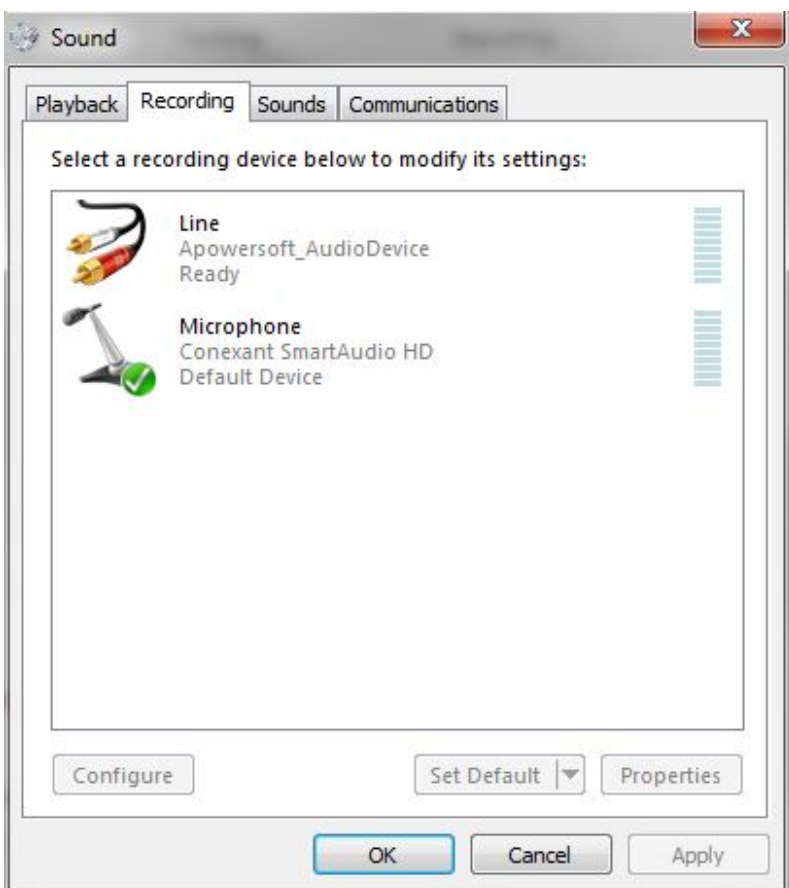 Sound
Playback Recording Sounds Communications
Select a recording device below to modify its settings:
Line
Apowersoft_AudioDevice
Ready
Microphone
Conexant SmartAudio HD
Default Device
Configure Set Default Properties
OK Cancel Apply